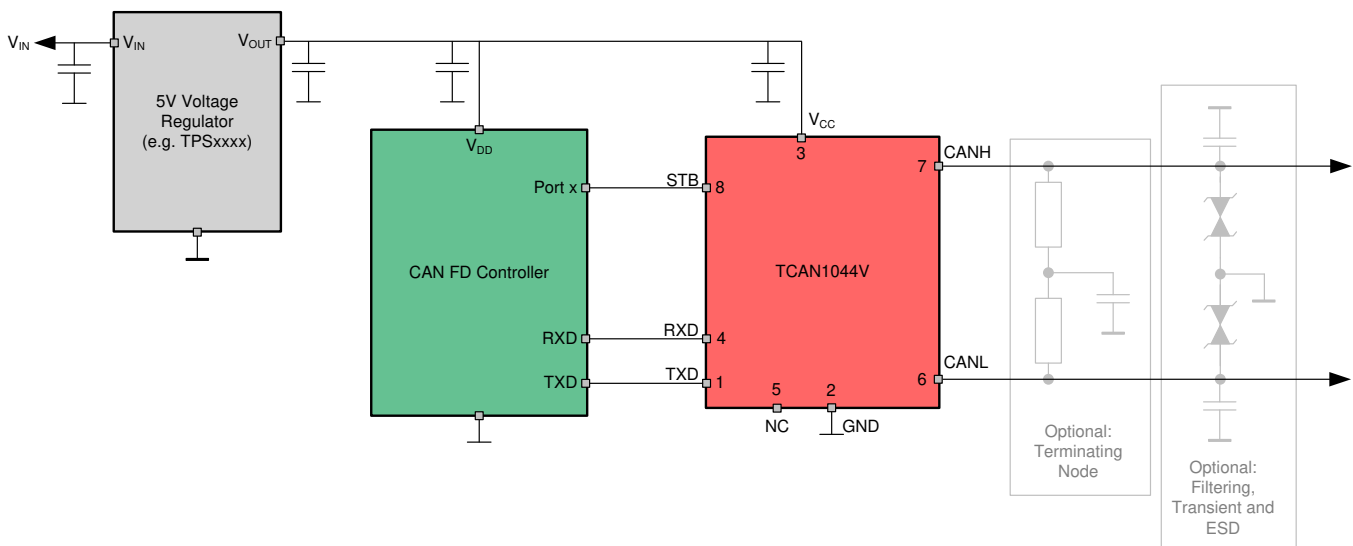 VIN
VIN
VOUT
5V Voltage
Regulator
(e.g. TPSxxxx)
VDD
Port x
CAN FD Controller
RXD
TXD
STB
RXD
TXD
VCC
3
8
4
1
TCAN1044V
7
6
5
2
NC
GND
CANH
CANL
Optional:
Terminating
Node
Optional:
Filtering,
Transient and
ESD